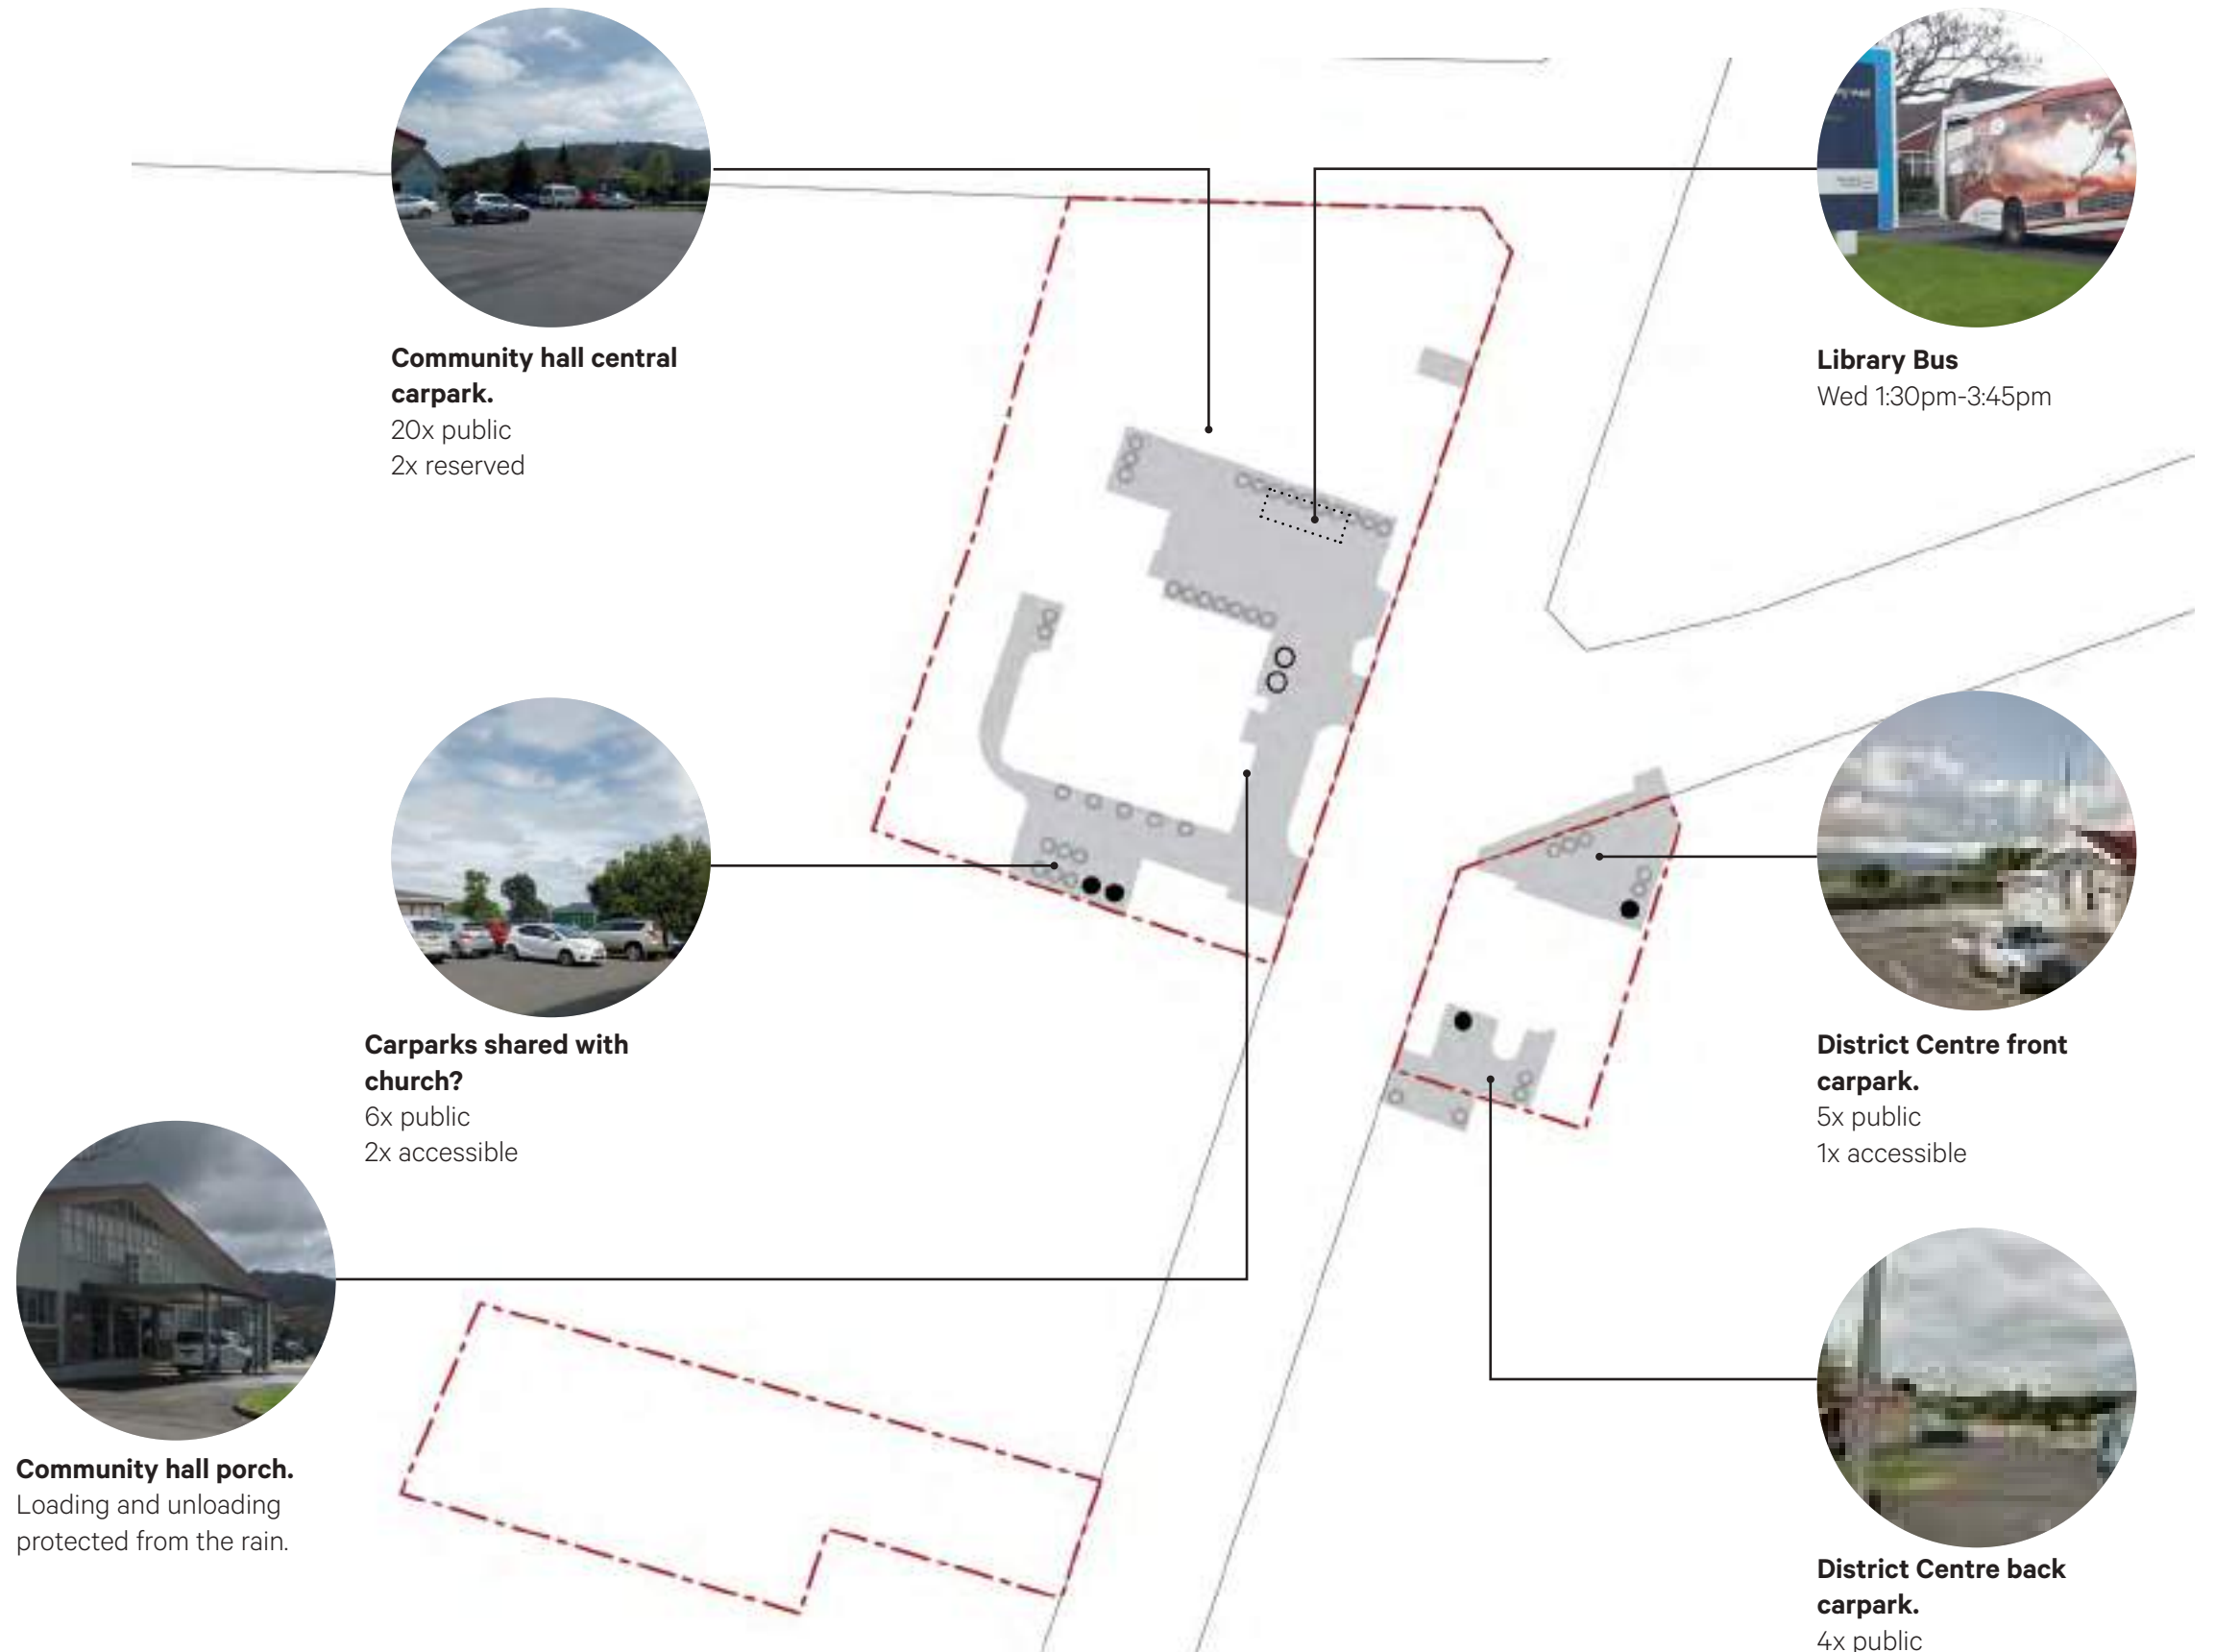 Community hall central
carpark.
20x public
2x reserved
Library Bus
Wed 1:30pm-3:45pm
Carparks shared with
church?
6x public
2x accessible
District Centre front
carpark.
5x public
1x accessible
Community hall porch.
Loading and unloading
protected from the rain.
District Centre back
carpark.
4x public